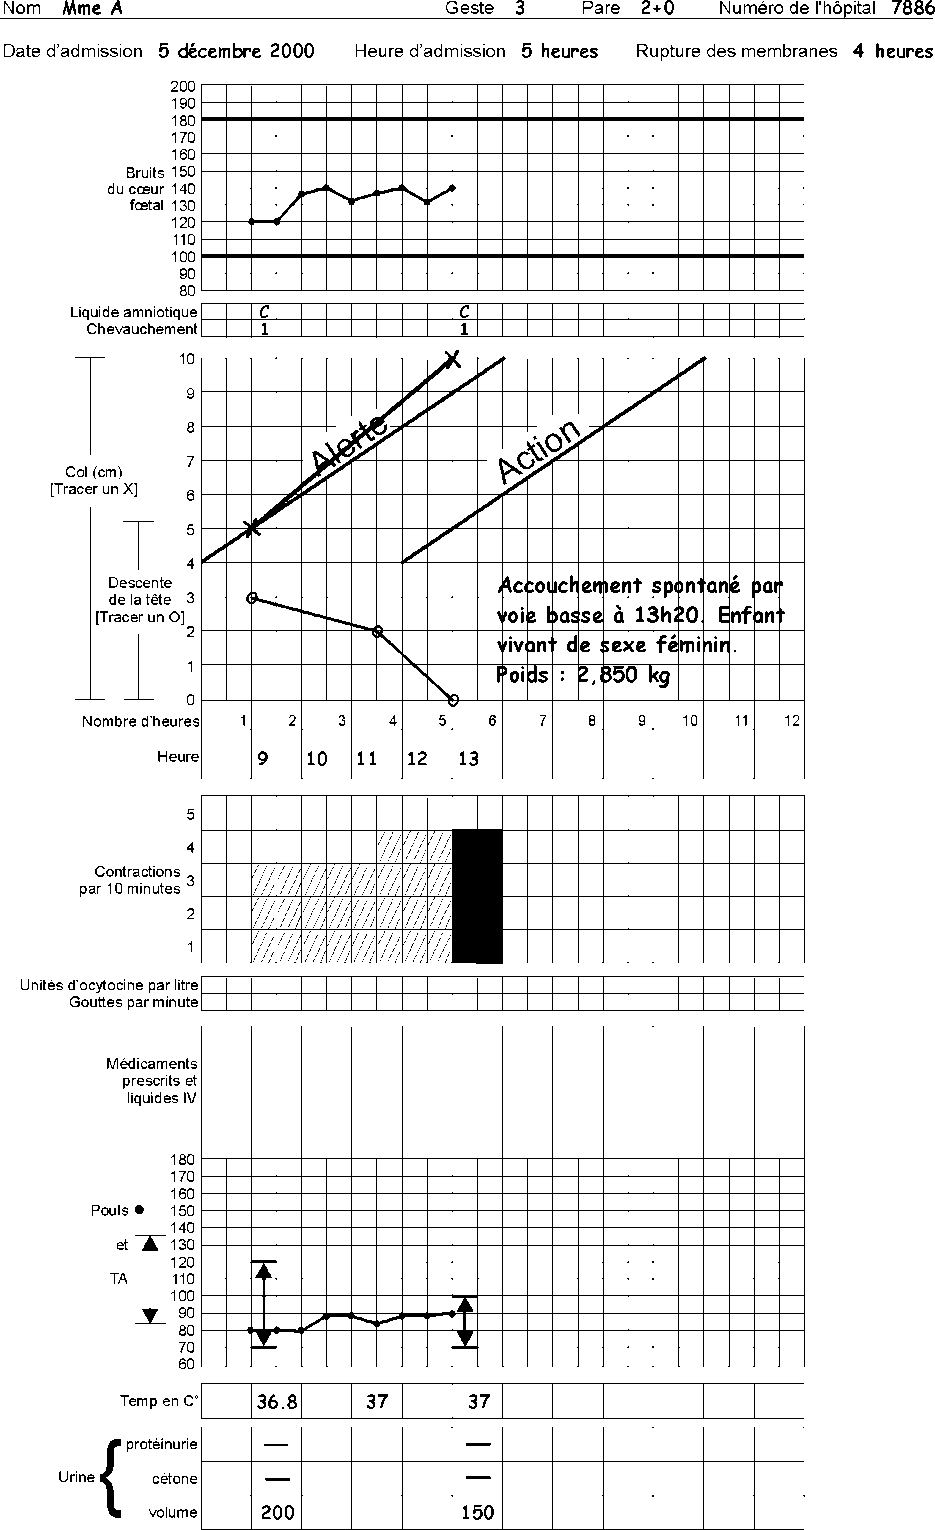 Nom Mme A Geste 3 Pare 2+0 Numéro de l'hôpital 7886
Date d'admission 5 décembre 2000 Heure d'admission 5 heures Rupture des membranes 4 heures
200
190
180
170
160
Bruits 150
du cœur 140
fœtal 130
120
110
100
90
80
Liquide amniotique C C
Chevauchement 1 1
10
9
8
7
6
5
4
3
2
1
0
Alerte
Action
Col (cm)
[Tracer un X]
Descente
de la tête
[Tracer un O]
Accouchement spontané par
voie basse à 13h20. Enfant
vivant de sexe féminin.
Poids : 2,850 kg
Nombre d'heures 1 2 3 4 5 6 7 8 9 10 11 12
Heure 9 10 11 12 13
5
4
Contractions
par 10 minutes 3
2
1
Unités d'ocytocine par litre
Gouttes par minute
Médicaments
prescrits et
liquides IV
180
170
160
Pouls 150
140
et 130
120
TA 110
100
90
80
70
60
Temp en C° 36.8 37 37
protéinurie — —
Urine cétone — —
volume 200 150